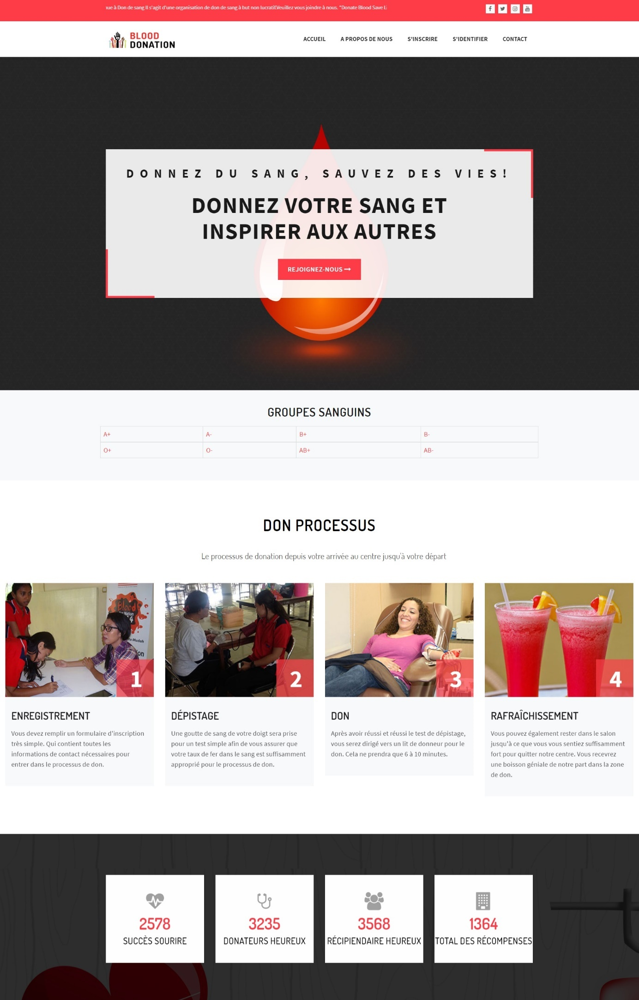 à Don de sang Il s'agit d'une organisation de don de sang à but non lucratif.Veuillez vous joindre à nous. "Donate Blood Save
BLOOD
DONATION
ACCUEIL A PROPOS DE NOUS S'INSCRIRE S'IDENTIFIER CONTACT
DONNEZ DU SANG, SAUVEZ DES VIES!
DONNEZ VOTRE SANG ET
INSPIRER AUX AUTRES
REJOIGNEZ-NOUS
GROUPES SANGUINS
A+ A- B+ B-
O+ O- AB+ AB-
DON PROCESSUS
Le processus de donation depuis votre arrivée au centre jusqu'à votre départ
Blood
Nation
4
Mudah
1
2
3
4
ENREGISTREMENT
Vous devez remplir un formulaire d'inscription
très simple. Qui contient toutes les
informations de contact nécessaires pour
entrer dans le processus de don.
DÉPISTAGE
Une goutte de sang de votre doigt sera prise
pour un test simple afin de vous assurer que
votre taux de fer dans le sang est suffisamment
approprié pour le processus de don.
DON
Après avoir réussi et réussi le test de dépistage,
vous serez dirigé vers un lit de donneur pour le
don. Cela ne prendra que 6 à 10 minutes.
RAFRAÎCHISSEMENT
Vous pouvez également rester dans le salon
jusqu'à ce que vous vous sentiez suffisamment
fort pour quitter notre centre. Vous recevrez
une boisson géniale de notre part dans la zone
de don.
2578
SUCCÈS SOURIRE
3235
DONATEURS HEUREUX
3568
RÉCIPIENDAIRE HEUREUX
1364
TOTAL DES RÉCOMPENSES